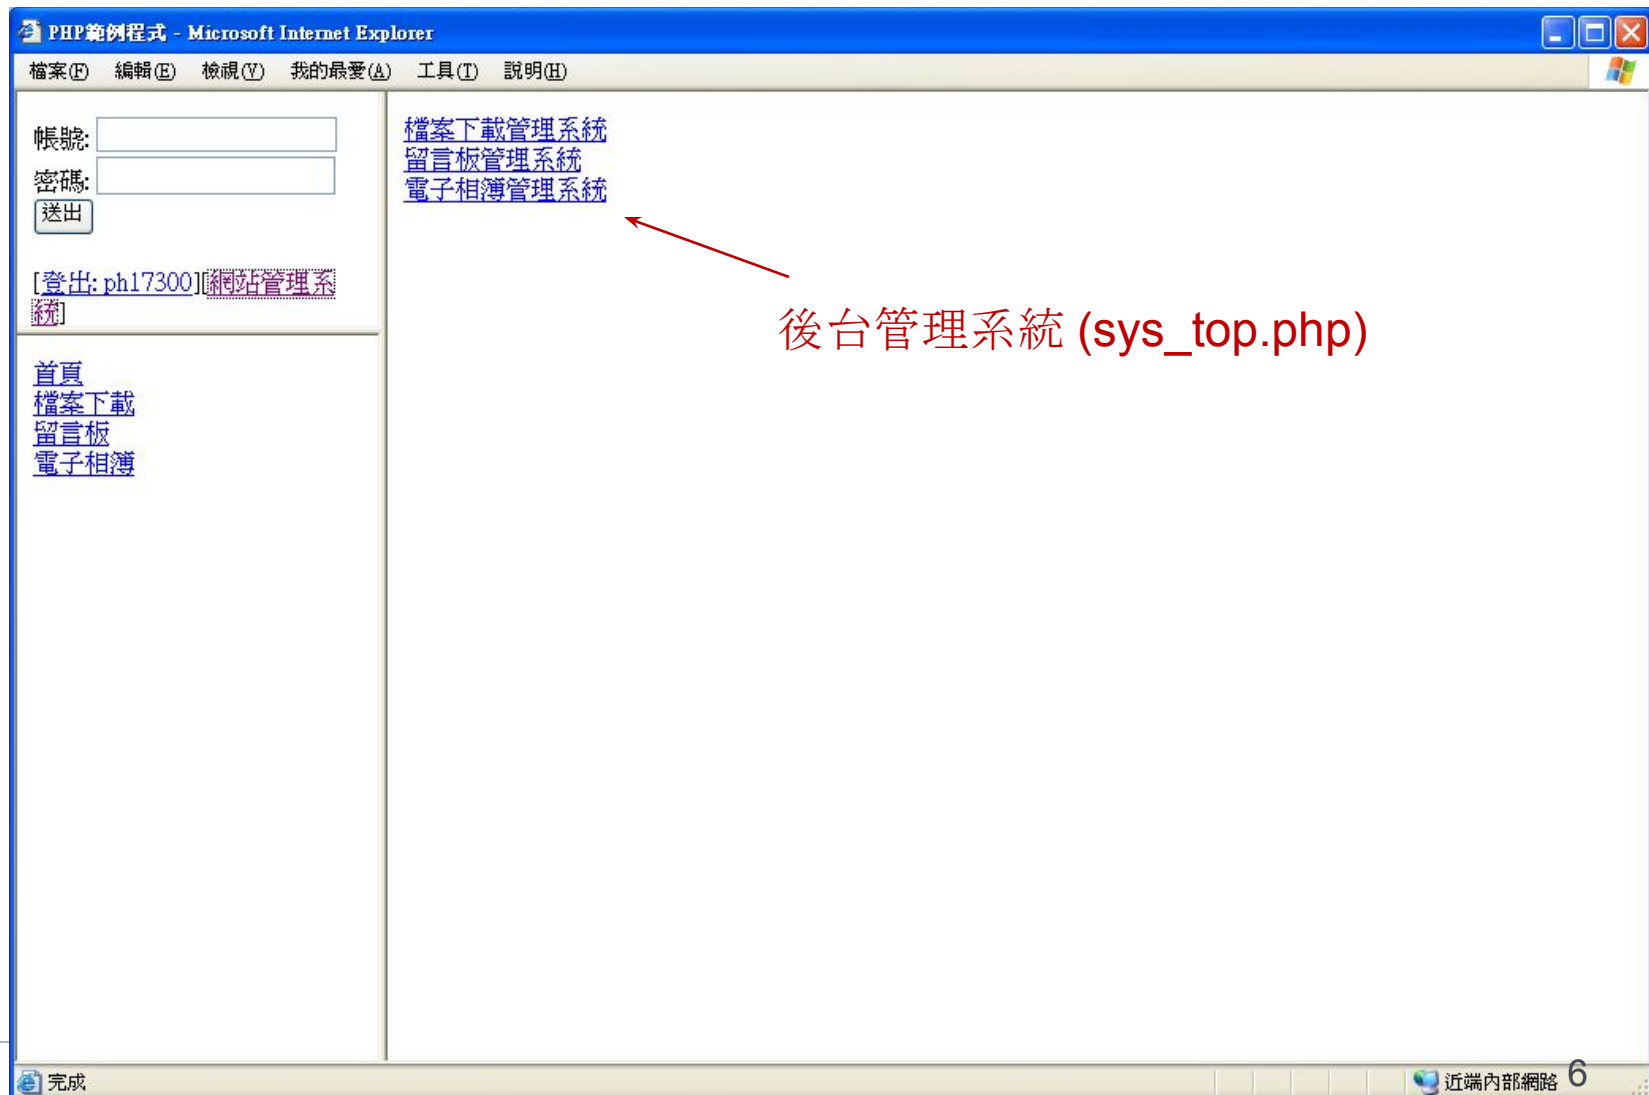 PHP範例程式 - Microsoft Internet Explorer
檔案(F) 編輯(E) 檢視(V) 我的最愛(A) 工具(T) 說明(H)
帳號:
密碼:
送出
[登出: ph17300][網站管理系
統]
首頁
檔案下載
留言板
電子相簿
檔案下載管理系統
留言板管理系統
電子相簿管理系統
後台管理系統 (sys_top.php)
完成
近端內部網路
6